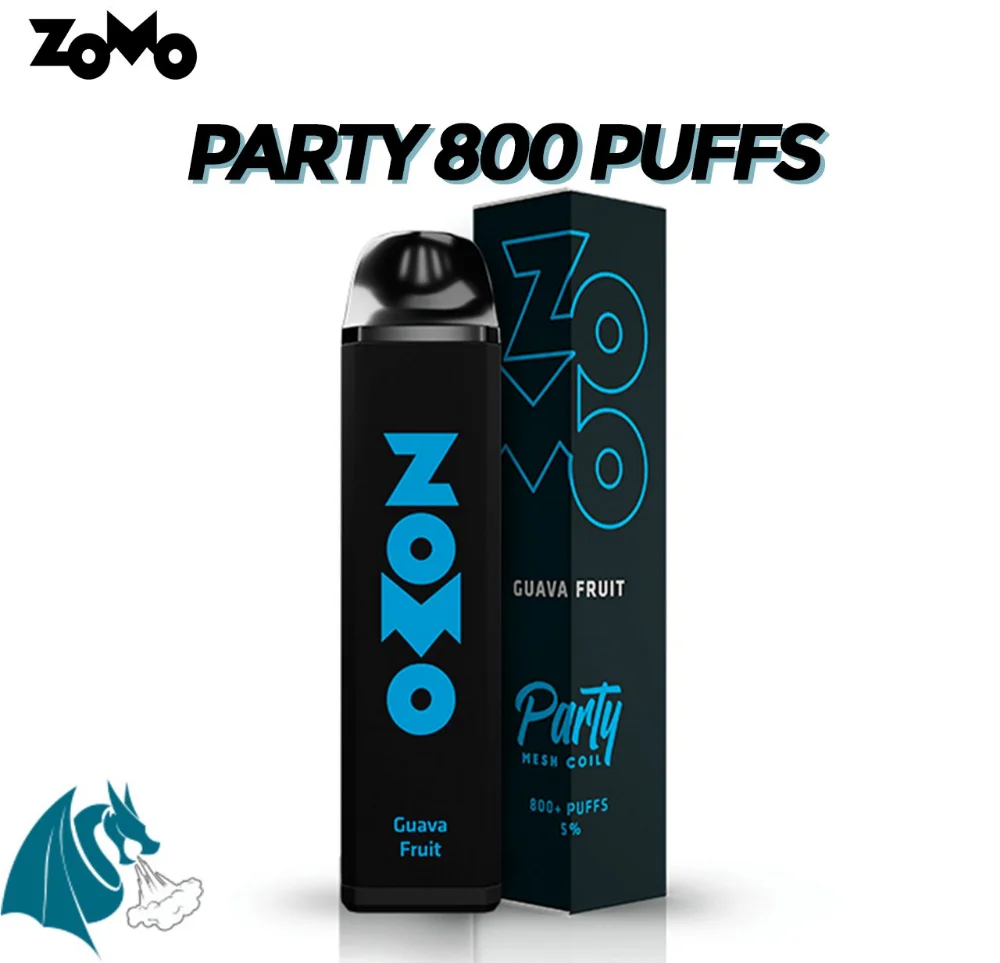 ZOMO
PARTY 800 PUFFS
ZOMO
GUAVA FRUIT
Party
MESH COIL
800+ PUFFS
5%
ZOMO
Guava
Fruit